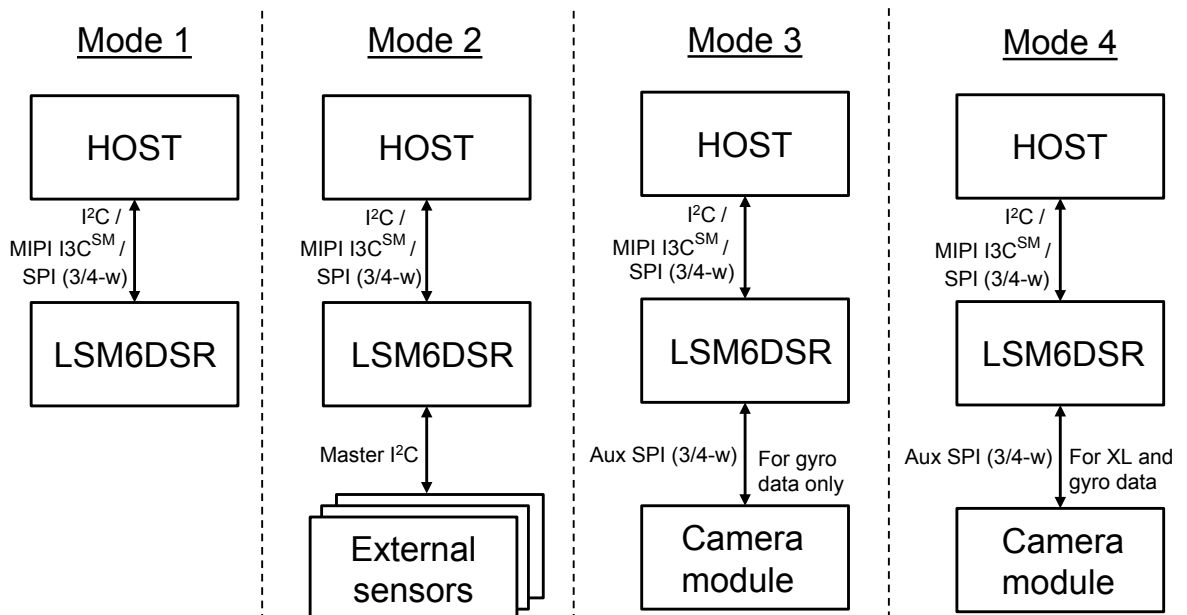 Mode 1
HOST
I²C /
MIPI I3C^SM /
SPI (3/4-w)
LSM6DSR
Mode 2
HOST
I²C /
MIPI I3C^SM /
SPI (3/4-w)
LSM6DSR
Master I²C
External
sensors
Mode 3
HOST
I²C /
MIPI I3C^SM /
SPI (3/4-w)
LSM6DSR
Aux SPI (3/4-w)
For gyro
data only
Camera
module
Mode 4
HOST
I²C /
MIPI I3C^SM /
SPI (3/4-w)
LSM6DSR
Aux SPI (3/4-w)
For XL and
gyro data
Camera
module